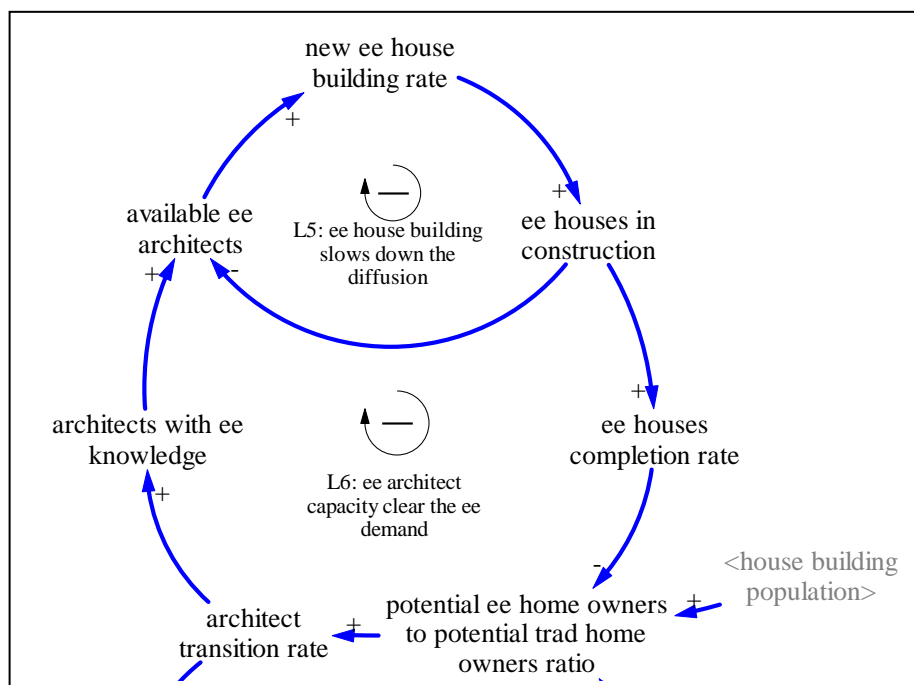 new ee house
building rate
+
+
available ee
architects
L5: ee house building
slows down the
diffusion
ee houses in
construction
+
-
architects with ee
knowledge
+
ee houses
completion rate
L6: ee architect
capacity clear the ee
demand
+
-
<house building
population>
+
architect
transition rate
+
potential ee home owners
to potential trad home
owners ratio